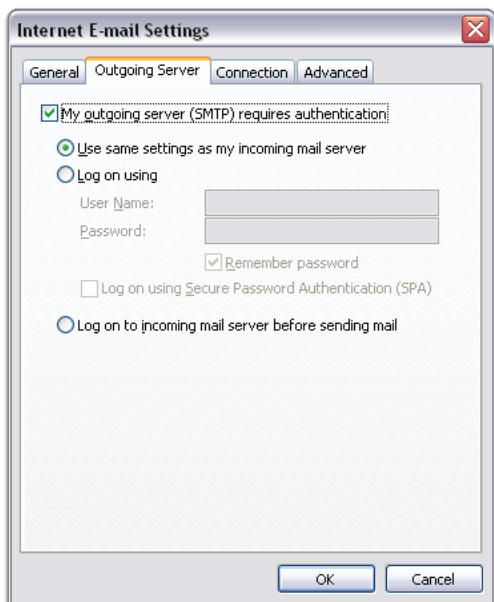 Internet E-mail Settings
General Outgoing Server Connection Advanced
My outgoing server (SMTP) requires authentication
Use same settings as my incoming mail server
Log on using
User Name:
Password:
Remember password
Log on using Secure Password Authentication (SPA)
Log on to incoming mail server before sending mail
OK Cancel